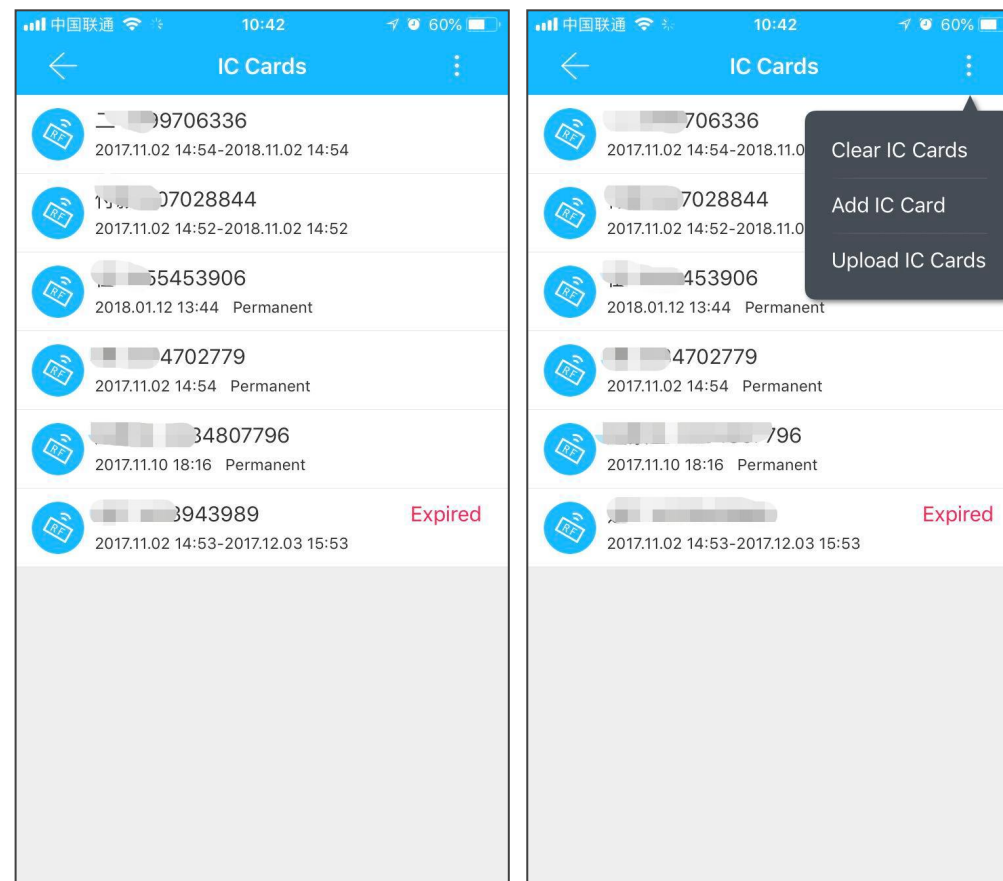 中国联通 10:42 60%
IC Cards
二 99706336
2017.11.02 14:54-2018.11.02 14:54
07028844
2017.11.02 14:52-2018.11.02 14:52
55453906
2018.01.12 13:44 Permanent
4702779
2017.11.02 14:54 Permanent
34807796
2017.11.10 18:16 Permanent
3943989 Expired
2017.11.02 14:53-2017.12.03 15:53
中国联通 10:42 60%
IC Cards
706336
2017.11.02 14:54-2018.11.0
7028844
2017.11.02 14:52-2018.11.0
453906
2018.01.12 13:44 Permanent
4702779
2017.11.02 14:54 Permanent
796
2017.11.10 18:16 Permanent
Expired
2017.11.02 14:53-2017.12.03 15:53
Clear IC Cards
Add IC Card
Upload IC Cards